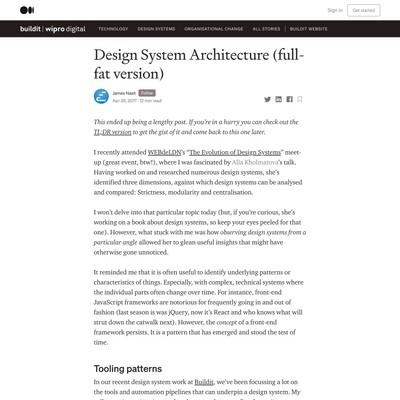 Sign in Get started
buildit | wipro digital TECHNOLOGY DESIGN SYSTEMS ORGANISATIONAL CHANGE ALL STORIES BUILDIT WEBSITE
Design System Architecture (full-
fat version)
James Nash Follow
Apr 28, 2017 · 12 min read
This ended up being a lengthy post. If you're in a hurry you can check out the
TL;DR version to get the gist of it and come back to this one later.
I recently attended WEBdeLDN's “The Evolution of Design Systems” meet-
up (great event, btw!), where I was fascinated by Alla Kholmatova's talk.
Having worked on and researched numerous design systems, she's
identified three dimensions, against which design systems can be analysed
and compared: Strictness, modularity and centralisation.
I won't delve into that particular topic today (but, if you're curious, she's
working on a book about design systems, so keep your eyes peeled for that
one). However, what stuck with me was how observing design systems from a
particular angle allowed her to glean useful insights that might have
otherwise gone unnoticed.
It reminded me that it is often useful to identify underlying patterns or
characteristics of things. Especially, with complex, technical systems where
the individual parts often change over time. For instance, front-end
JavaScript frameworks are notorious for frequently going in and out of
fashion (last season is was jQuery, now it's React and who knows what will
strut down the catwalk next). However, the concept of a front-end
framework persists. It is a pattern that has emerged and stood the test of
time.
Tooling patterns
In our recent design system work at Buildit, we've been focussing a lot on
the tools and automation pipelines that can underpin a design system. My